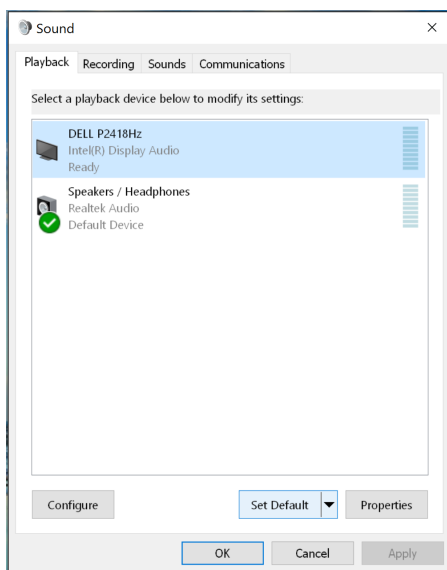 Sound
Playback Recording Sounds Communications
Select a playback device below to modify its settings:
DELL P2418Hz
Intel(R) Display Audio
Ready
Speakers / Headphones
Realtek Audio
Default Device
Configure Set Default Properties
OK Cancel Apply